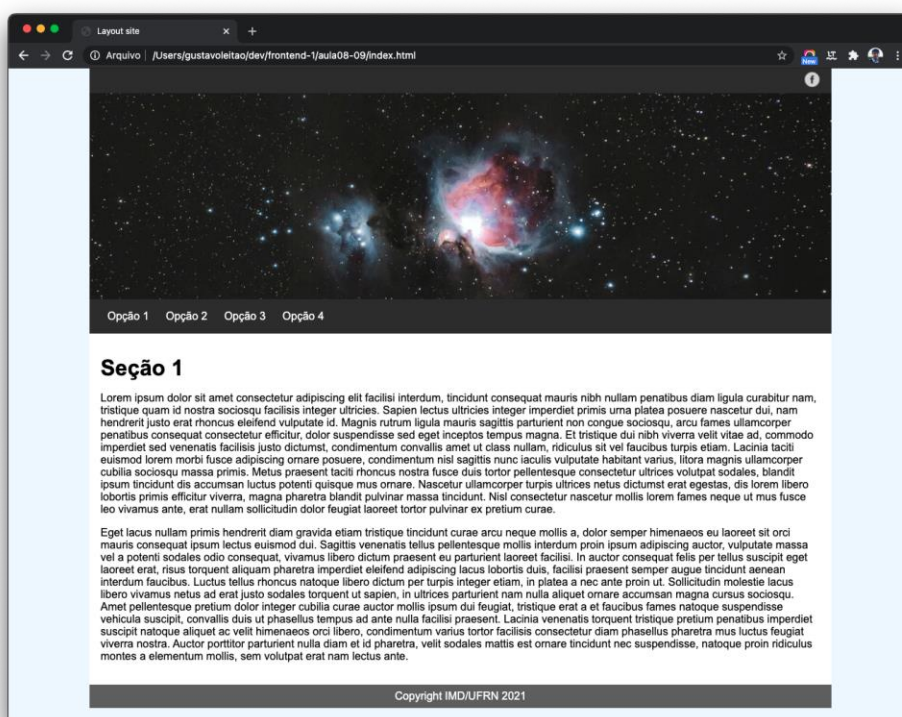 Layout site
Arquivo /Users/gustavoleitao/dev/frontend-1/aula08-09/index.html
New
Opção 1 Opção 2 Opção 3 Opção 4
Seção 1
Lorem ipsum dolor sit amet consectetur adipiscing elit facilisi interdum, tincidunt consequat mauris nibh nullam penatibus diam ligula curabitur nam,
tristique quam id nostra sociosqu facilisis integer ultricies. Sapien lectus ultricies integer imperdiet primis urna platea posuere nascetur dui, nam
hendrerit justo erat rhoncus eleifend vulputate id. Magnis rutrum ligula mauris sagittis parturient non congue sociosqu, arcu fames ullamcorper
penatibus consequat consectetur efficitur, dolor suspendisse sed eget inceptos tempus magna. Et tristique dui nibh viverra velit vitae ad, commodo
imperdiet sed venenatis facilisis justo dictumst, condimentum convallis amet ut class nullam, ridiculus sit vel faucibus turpis etiam. Lacinia taciti
euismod lorem morbi fusce adipiscing ornare posuere, condimentum nisl sagittis nunc iaculis vulputate habitant varius, litora magnis ullamcorper
cubilia sociosqu massa primis. Metus praesent taciti rhoncus nostra fusce duis tortor pellentesque consectetur ultrices volutpat sodales, blandit
ipsum tincidunt dis accumsan luctus potenti quisque mus ornare. Nascetur ullamcorper turpis ultrices netus dictumst erat egestas, dis lorem libero
lobortis primis efficitur viverra, magna pharetra blandit pulvinar massa tincidunt. Nisl consectetur nascetur mollis lorem fames neque ut mus fusce
leo vivamus ante, erat nullam sollicitudin dolor feugiat laoreet tortor pulvinar ex pretium curae.
Eget lacus nullam primis hendrerit diam gravida etiam tristique tincidunt curae arcu neque mollis a, dolor semper himenaeos eu laoreet sit orci
mauris consequat ipsum lectus euismod dui. Sagittis venenatis tellus pellentesque mollis interdum proin ipsum adipiscing auctor, vulputate massa
vel a potenti sodales odio consequat, vivamus libero dictum praesent eu parturient laoreet facilisi. In auctor consequat felis per tellus suscipit eget
laoreet erat, risus torquent aliquam pharetra imperdiet eleifend adipiscing lacus lobortis duis, facilisi praesent semper augue tincidunt aenean
interdum faucibus. Luctus tellus rhoncus natoque libero dictum per turpis integer etiam, in platea a nec ante proin ut. Sollicitudin molestie lacus
libero vivamus netus ad erat justo sodales torquent ut sapien, in ultrices parturient nam nulla aliquet ornare accumsan magna cursus sociosqu.
Amet pellentesque pretium dolor integer cubilia curae auctor mollis ipsum dui feugiat, tristique erat a et faucibus fames natoque suspendisse
vehicula suscipit, convallis duis ut phasellus tempus ad ante nulla facilisi praesent. Lacinia venenatis torquent tristique pretium penatibus imperdiet
suscipit natoque aliquet ac velit himenaeos orci libero, condimentum varius tortor facilisis consectetur diam phasellus pharetra mus luctus feugiat
viverra nostra. Auctor porttitor parturient nulla diam et id pharetra, velit sodales mattis est ornare tincidunt nec suspendisse, natoque proin ridiculus
montes a elementum mollis, sem volutpat erat nam lectus ante.
Copyright IMD/UFRN 2021